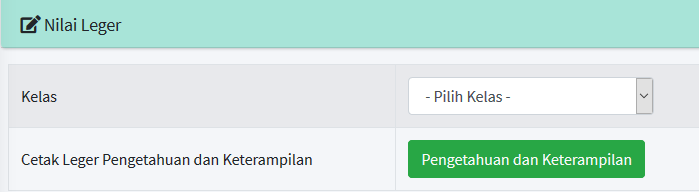 Nilai Leger
Kelas
- Pilih Kelas -
Cetak Leger Pengetahuan dan Keterampilan
Pengetahuan dan Keterampilan